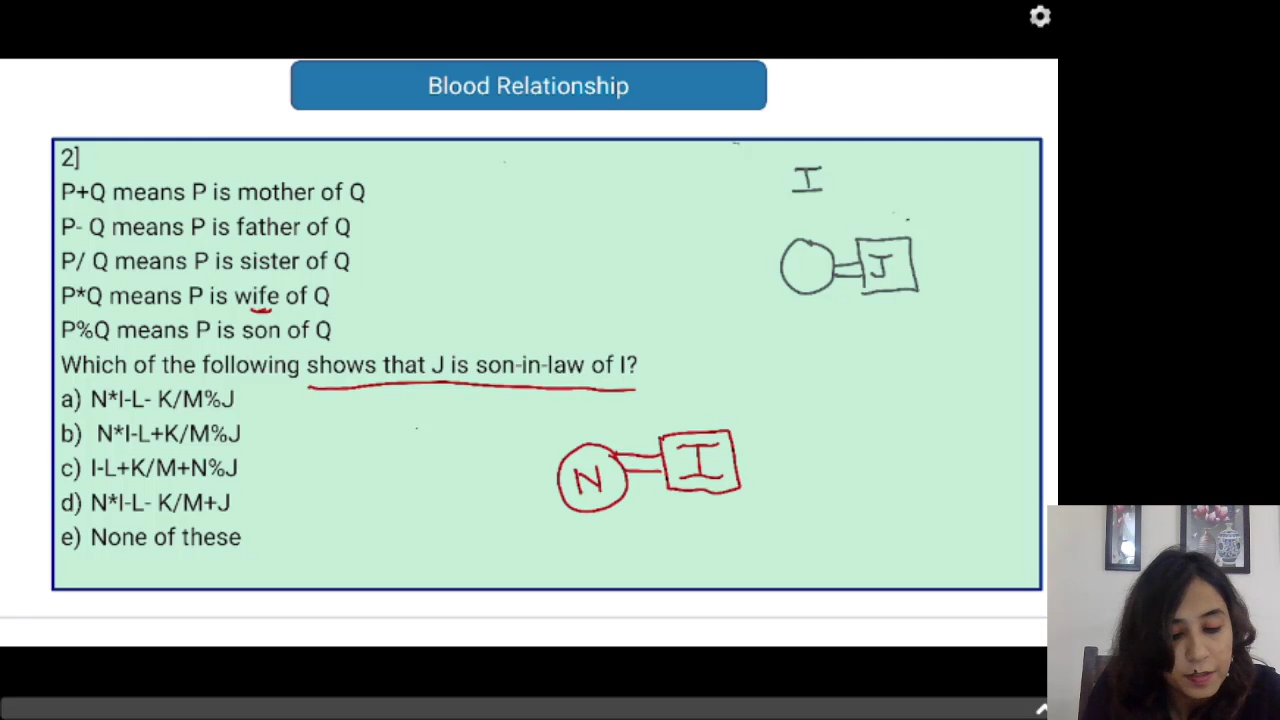 Blood Relationship
2]
P+Q means P is mother of Q
P- Q means P is father of Q
P/ Q means P is sister of Q
P*Q means P is wife of Q
P%Q means P is son of Q
Which of the following shows that J is son-in-law of I?
a) N*I-L- K/M%J
b) N*I-L+K/M%J
c) I-L+K/M+N%J
d) N*I-L- K/M+J
e) None of these
I
J
N I